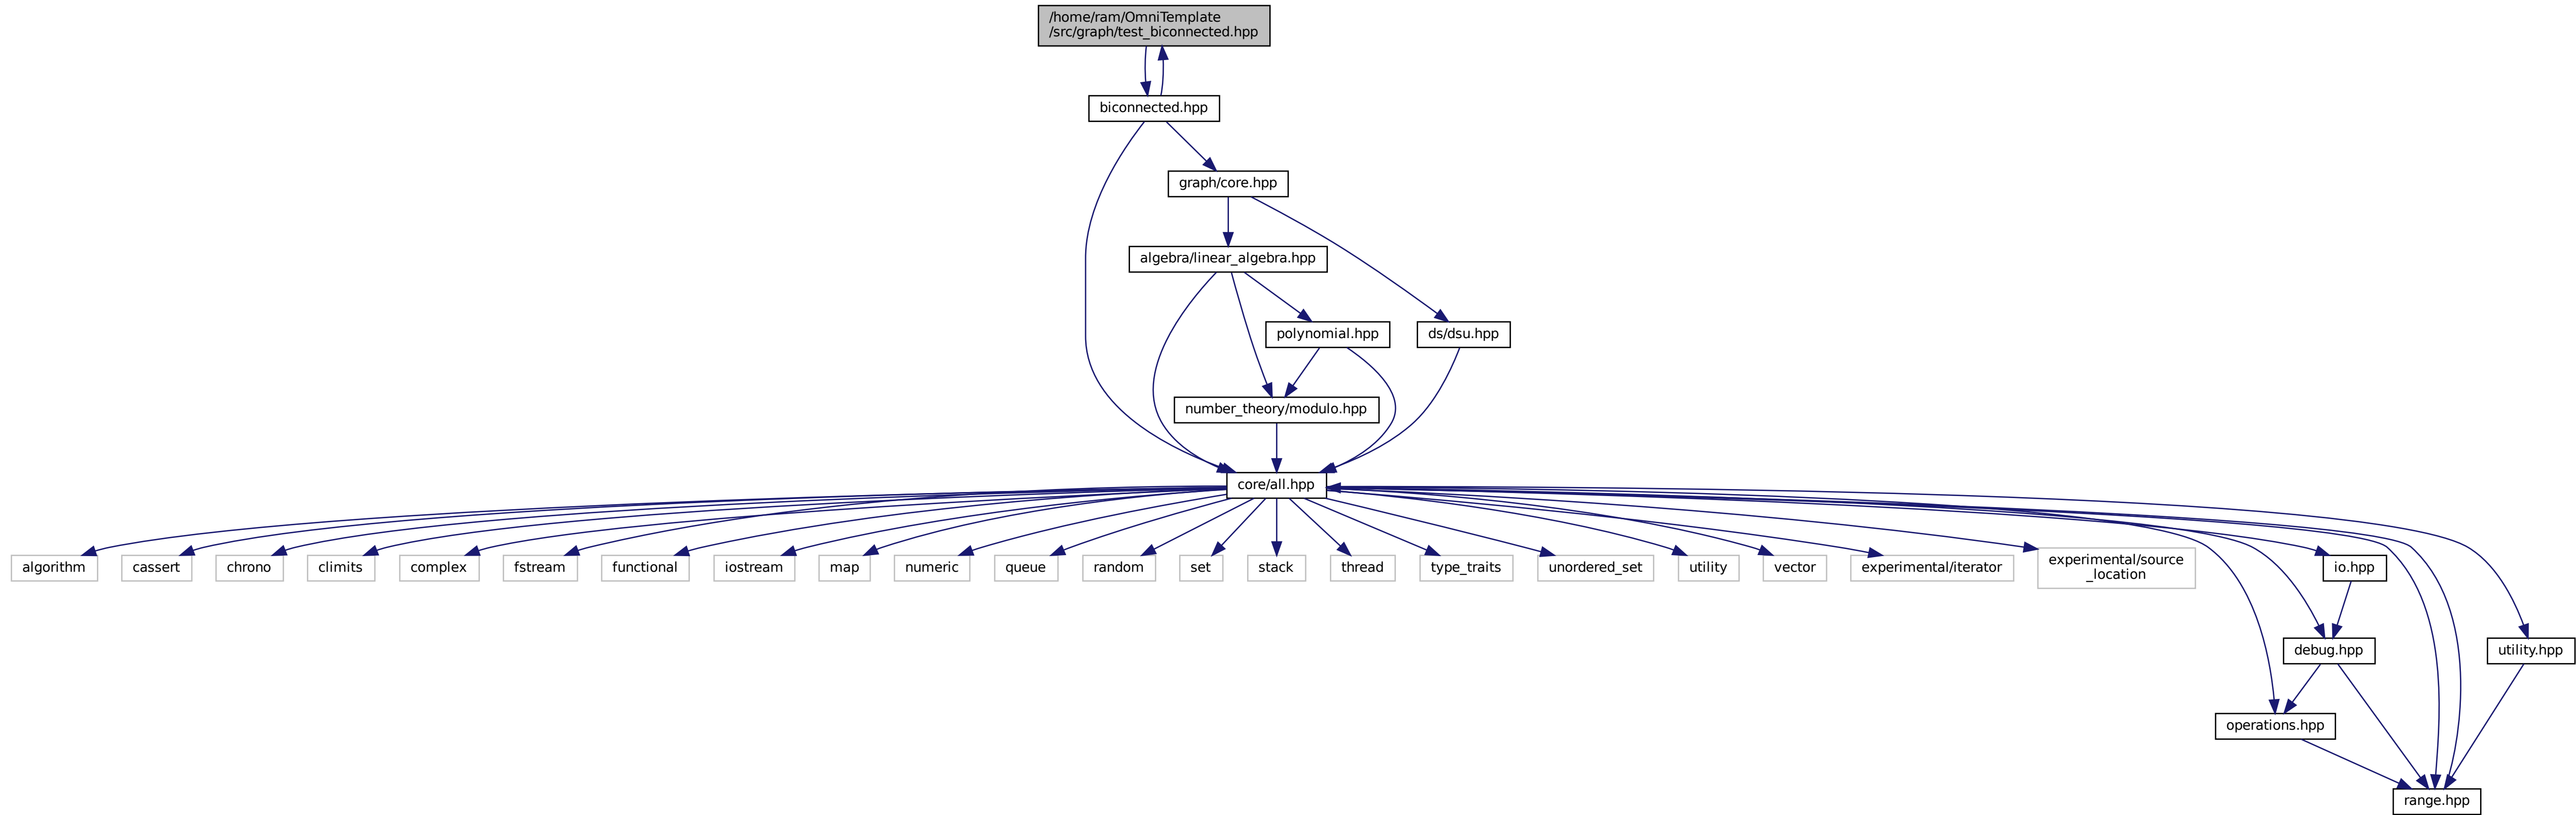 /home/ram/OmniTemplate
/src/graph/test_biconnected.hpp
biconnected.hpp
graph/core.hpp
algebra/linear_algebra.hpp
polynomial.hpp
ds/dsu.hpp
number_theory/modulo.hpp
core/all.hpp
algorithm
cassert
chrono
climits
complex
fstream
functional
iostream
map
numeric
queue
random
set
stack
thread
type_traits
unordered_set
utility
vector
experimental/iterator
experimental/source
_location
io.hpp
debug.hpp
utility.hpp
operations.hpp
range.hpp